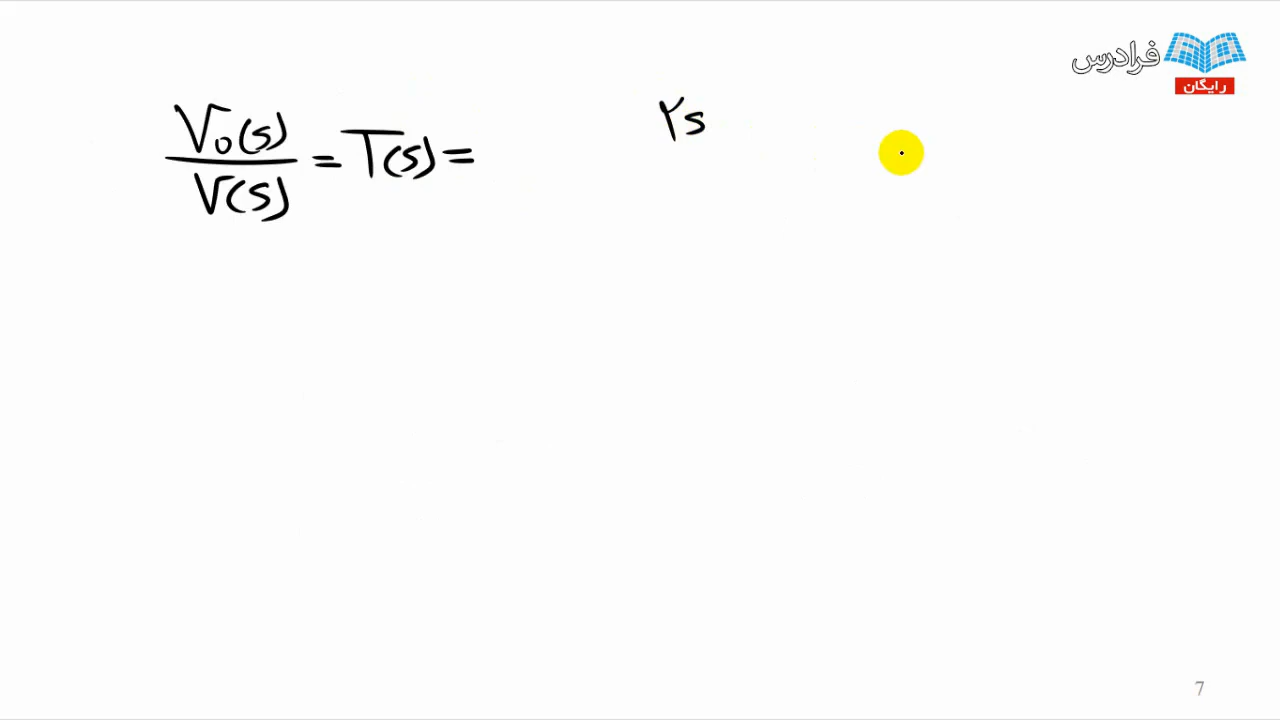 فرادرس
رایگان
V₀(s) / V(s) = T(s) = ۲s
7